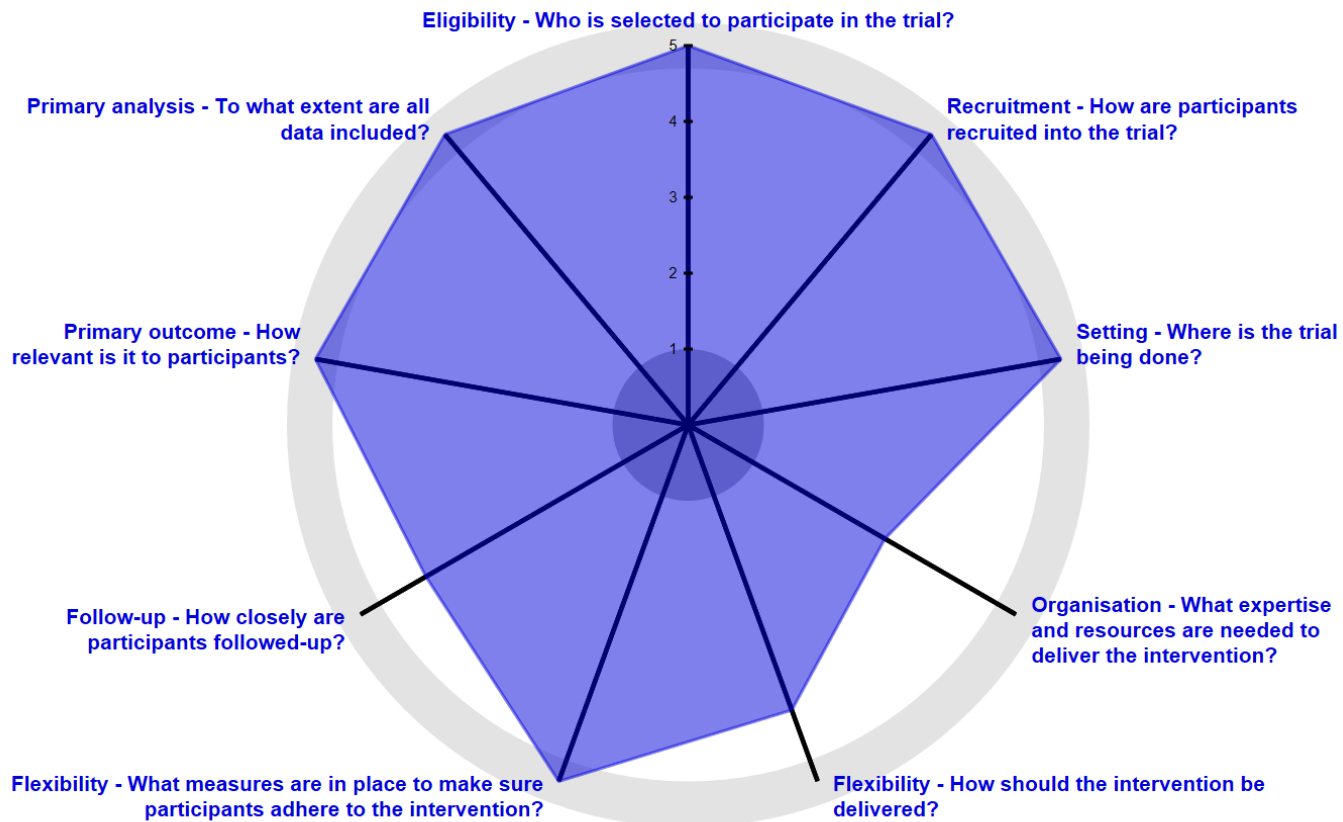 Eligibility - Who is selected to participate in the trial?
5
Primary analysis - To what extent are all
data included?
Recruitment - How are participants
recruited into the trial?
4
3
2
Primary outcome - How
relevant is it to participants?
Setting - Where is the trial
being done?
1
Follow-up - How closely are
participants followed-up?
Organisation - What expertise
and resources are needed to
deliver the intervention?
Flexibility - What measures are in place to make sure
participants adhere to the intervention?
Flexibility - How should the intervention be
delivered?